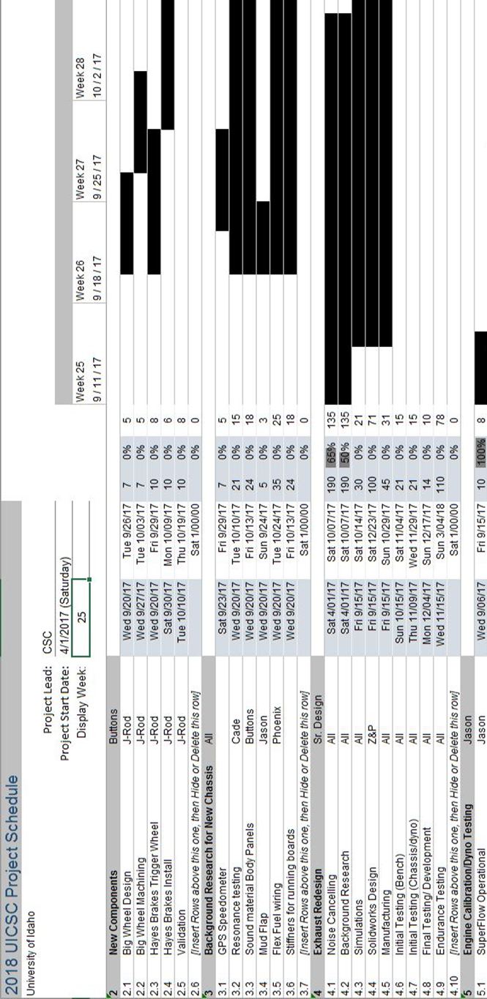 2018 UICSC Project Schedule
University of Idaho
Project Lead: CSC
Project Start Date: 4/1/2017 (Saturday)
Display Week: 25
Week 25 Week 26 Week 27 Week 28
9 / 11 / 17 9 / 18 / 17 9 / 25 / 17 10 / 2 / 17
2 New Components Buttons
2.1 Big Wheel Design J-Rod Wed 9/20/17 Tue 9/26/17 7 0% 5
2.2 Big Wheel Machining J-Rod Wed 9/27/17 Tue 10/03/17 7 0% 5
2.3 Hayes Brakes Trigger Wheel J-Rod Wed 9/20/17 Fri 9/29/17 10 0% 8
2.4 Hayes Brakes Install J-Rod Sat 9/30/17 Mon 10/09/17 10 0% 6
2.5 Validation J-Rod Tue 10/10/17 Thu 10/19/17 10 0% 8
2.6 [Insert Rows above this one, then Hide or Delete this row] Sat 1/00/00 0% 0
3 Background Research for New Chassis All
3.1 GPS Speedometer Sat 9/23/17 Fri 9/29/17 7 0% 5
3.2 Resonance testing Cade Wed 9/20/17 Tue 10/10/17 21 0% 15
3.3 Sound material Body Panels Buttons Wed 9/20/17 Fri 10/13/17 24 0% 18
3.4 Mud Flap Jason Wed 9/20/17 Sun 9/24/17 5 0% 3
3.5 Flex Fuel wiring Phoenix Wed 9/20/17 Tue 10/24/17 35 0% 25
3.6 Stiffners for running boards Wed 9/20/17 Fri 10/13/17 24 0% 18
3.7 [Insert Rows above this one, then Hide or Delete this row] Sat 1/00/00 0% 0
4 Exhaust Redesign Sr. Design
4.1 Noise Cancelling All Sat 4/01/17 Sat 10/07/17 190 65% 135
4.2 Background Research All Sat 4/01/17 Sat 10/07/17 190 50% 135
4.3 Simulations All Fri 9/15/17 Sat 10/14/17 30 0% 21
4.4 Solidworks Design Z&P Fri 9/15/17 Sat 12/23/17 100 0% 71
4.5 Manufacturing All Fri 9/15/17 Sun 10/29/17 45 0% 31
4.6 Initial Testing (Bench) All Sun 10/15/17 Sat 11/04/17 21 0% 15
4.7 Initial Testing (Chassis/dyno) All Thu 11/09/17 Wed 11/29/17 21 0% 15
4.8 Final Testing/ Development All Mon 12/04/17 Sun 12/17/17 14 0% 10
4.9 Endurance Testing All Wed 11/15/17 Sun 3/04/18 110 0% 78
4.10 [Insert Rows above this one, then Hide or Delete this row] Sat 1/00/00 0% 0
5 Engine Calibration/Dyno Testing Jason
5.1 SuperFlow Operational Jason Wed 9/06/17 Fri 9/15/17 10 100% 8